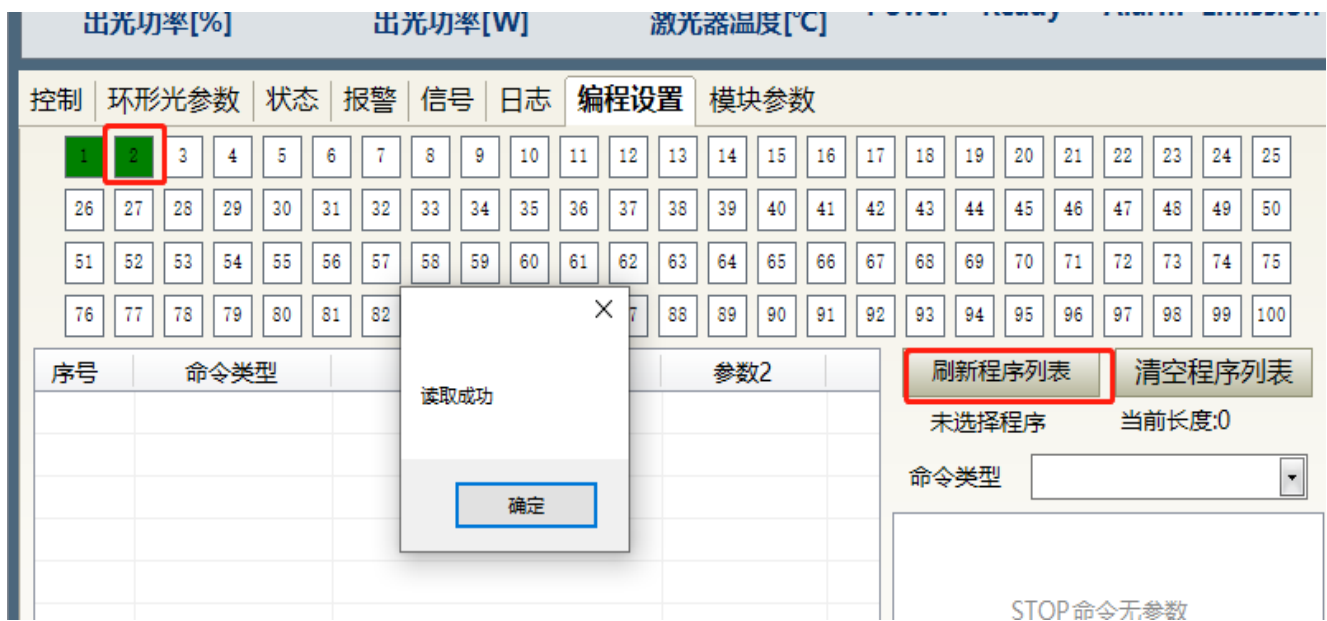 出光功率[%] 出光功率[W] 激光器温度[℃] Power Ready Alarm Emission
控制 环形光参数 状态 报警 信号 日志 编程设置 模块参数
1 2 3 4 5 6 7 8 9 10 11 12 13 14 15 16 17 18 19 20 21 22 23 24 25
26 27 28 29 30 31 32 33 34 35 36 37 38 39 40 41 42 43 44 45 46 47 48 49 50
51 52 53 54 55 56 57 58 59 60 61 62 63 64 65 66 67 68 69 70 71 72 73 74 75
76 77 78 79 80 81 82 7 88 89 90 91 92 93 94 95 96 97 98 99 100
序号 命令类型 参数2 刷新程序列表 清空程序列表
读取成功
未选择程序 当前长度:0
命令类型
确定
STOP命令无参数